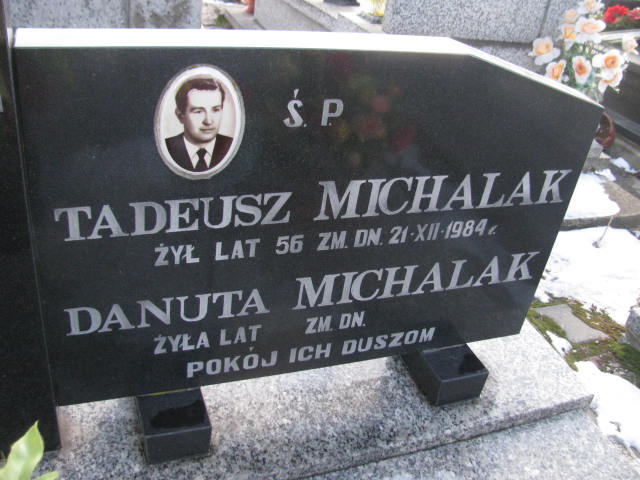 Ś. P.
TADEUSZ MICHALAK
ŻYŁ LAT 56 ZM. DN. 21-XII-1984 r.
DANUTA MICHALAK
ŻYŁA LAT ZM. DN.
POKÓJ ICH DUSZOM